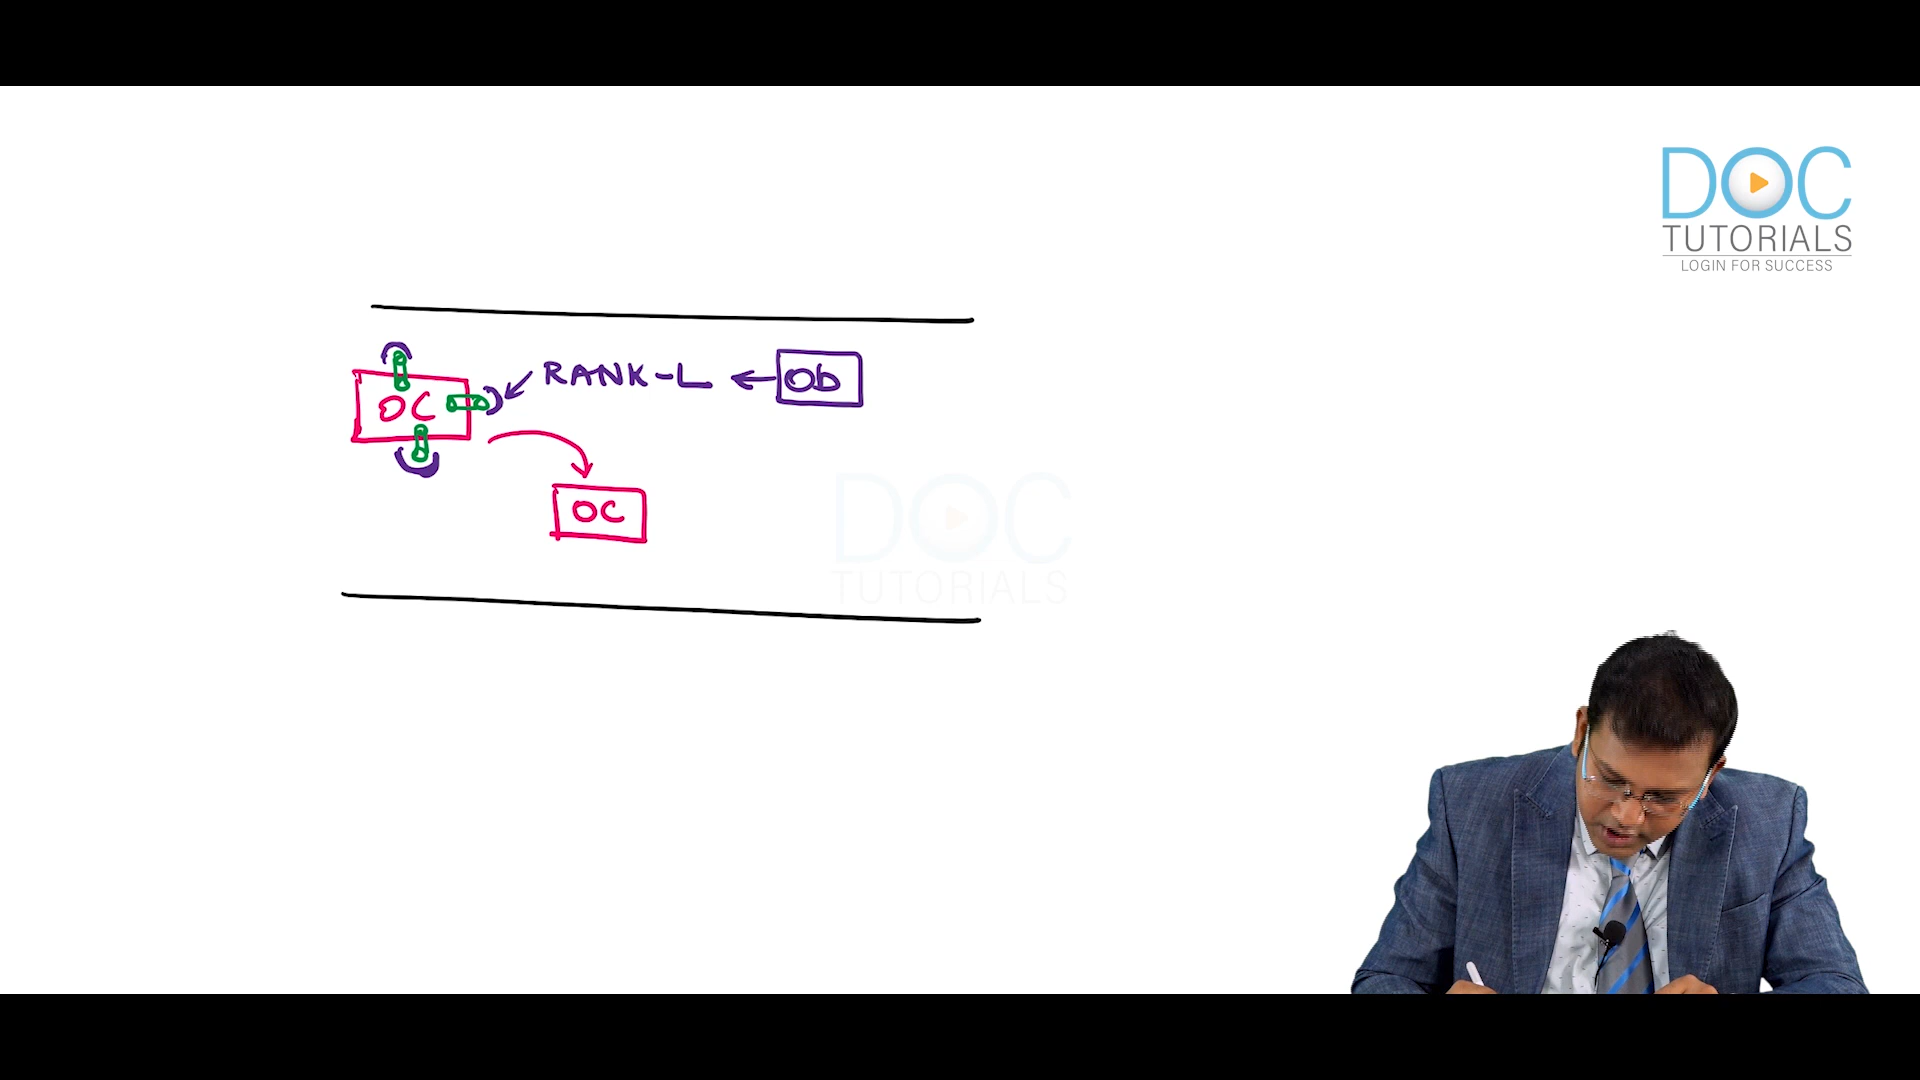 DOC
TUTORIALS
LOGIN FOR SUCCESS
OC
RANK-L
Ob
OC
DOC
TUTORIALS